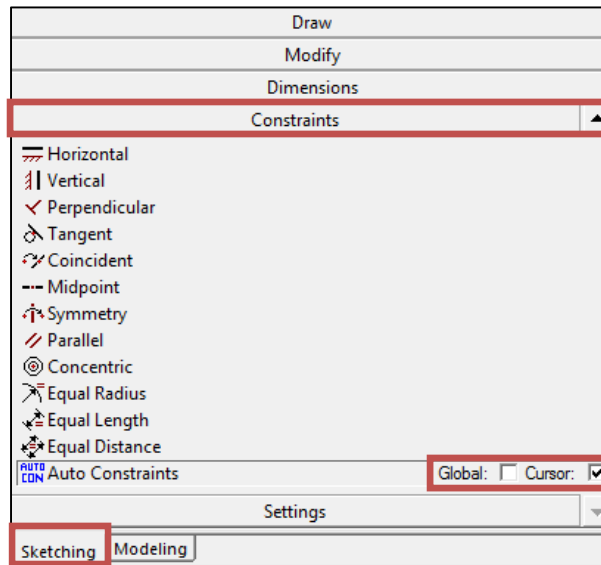 Draw
Modify
Dimensions
Constraints
Horizontal
Vertical
Perpendicular
Tangent
Coincident
Midpoint
Symmetry
Parallel
Concentric
Equal Radius
Equal Length
Equal Distance
AUTO CON Auto Constraints Global: Cursor:
Settings
Sketching Modeling